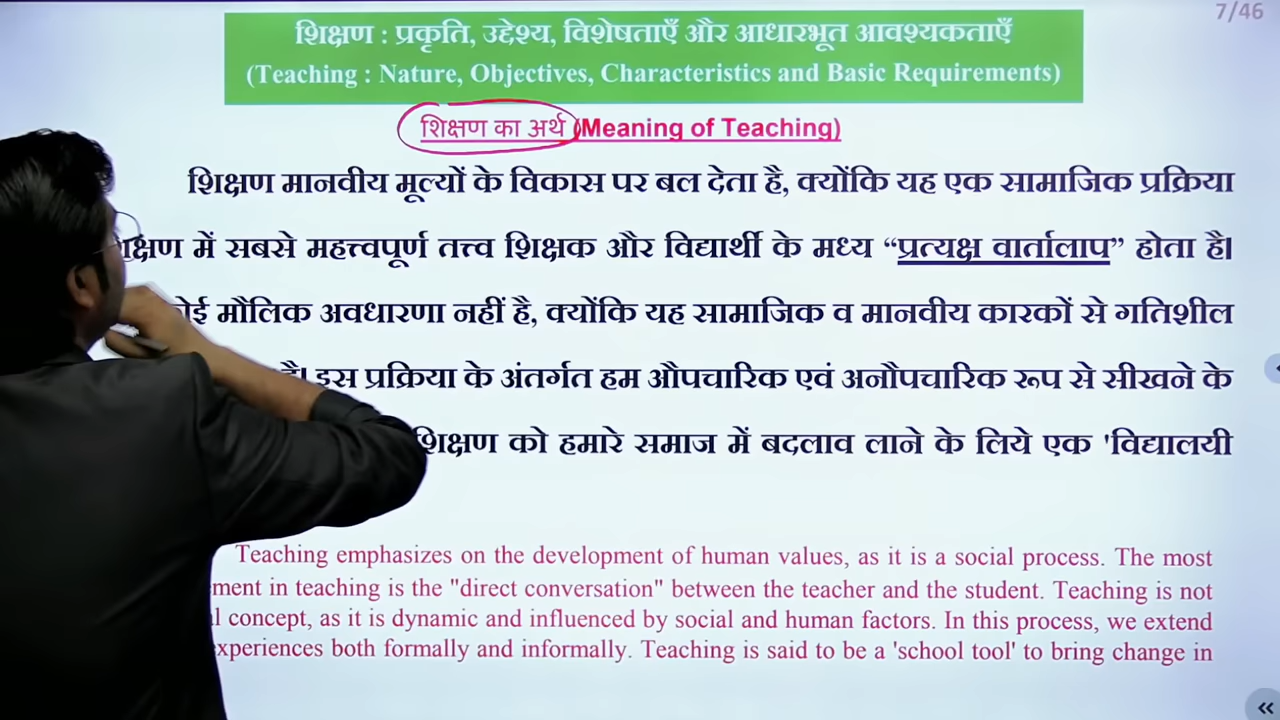 7/46
शिक्षण : प्रकृति, उद्देश्य, विशेषताएँ और आधारभूत आवश्यकताएँ
(Teaching : Nature, Objectives, Characteristics and Basic Requirements)
शिक्षण का अर्थ (Meaning of Teaching)
शिक्षण मानवीय मूल्यों के विकास पर बल देता है, क्योंकि यह एक सामाजिक प्रक्रिया
में सबसे महत्त्वपूर्ण तत्त्व शिक्षक और विद्यार्थी के मध्य “प्रत्यक्ष वार्तालाप” होता है।
मौलिक अवधारणा नहीं है, क्योंकि यह सामाजिक व मानवीय कारकों से गतिशील
है। इस प्रक्रिया के अंतर्गत हम औपचारिक एवं अनौपचारिक रूप से सीखने के
शिक्षण को हमारे समाज में बदलाव लाने के लिये एक 'विद्यालयी
Teaching emphasizes on the development of human values, as it is a social process. The most
in teaching is the "direct conversation" between the teacher and the student. Teaching is not
concept, as it is dynamic and influenced by social and human factors. In this process, we extend
experiences both formally and informally. Teaching is said to be a 'school tool' to bring change in